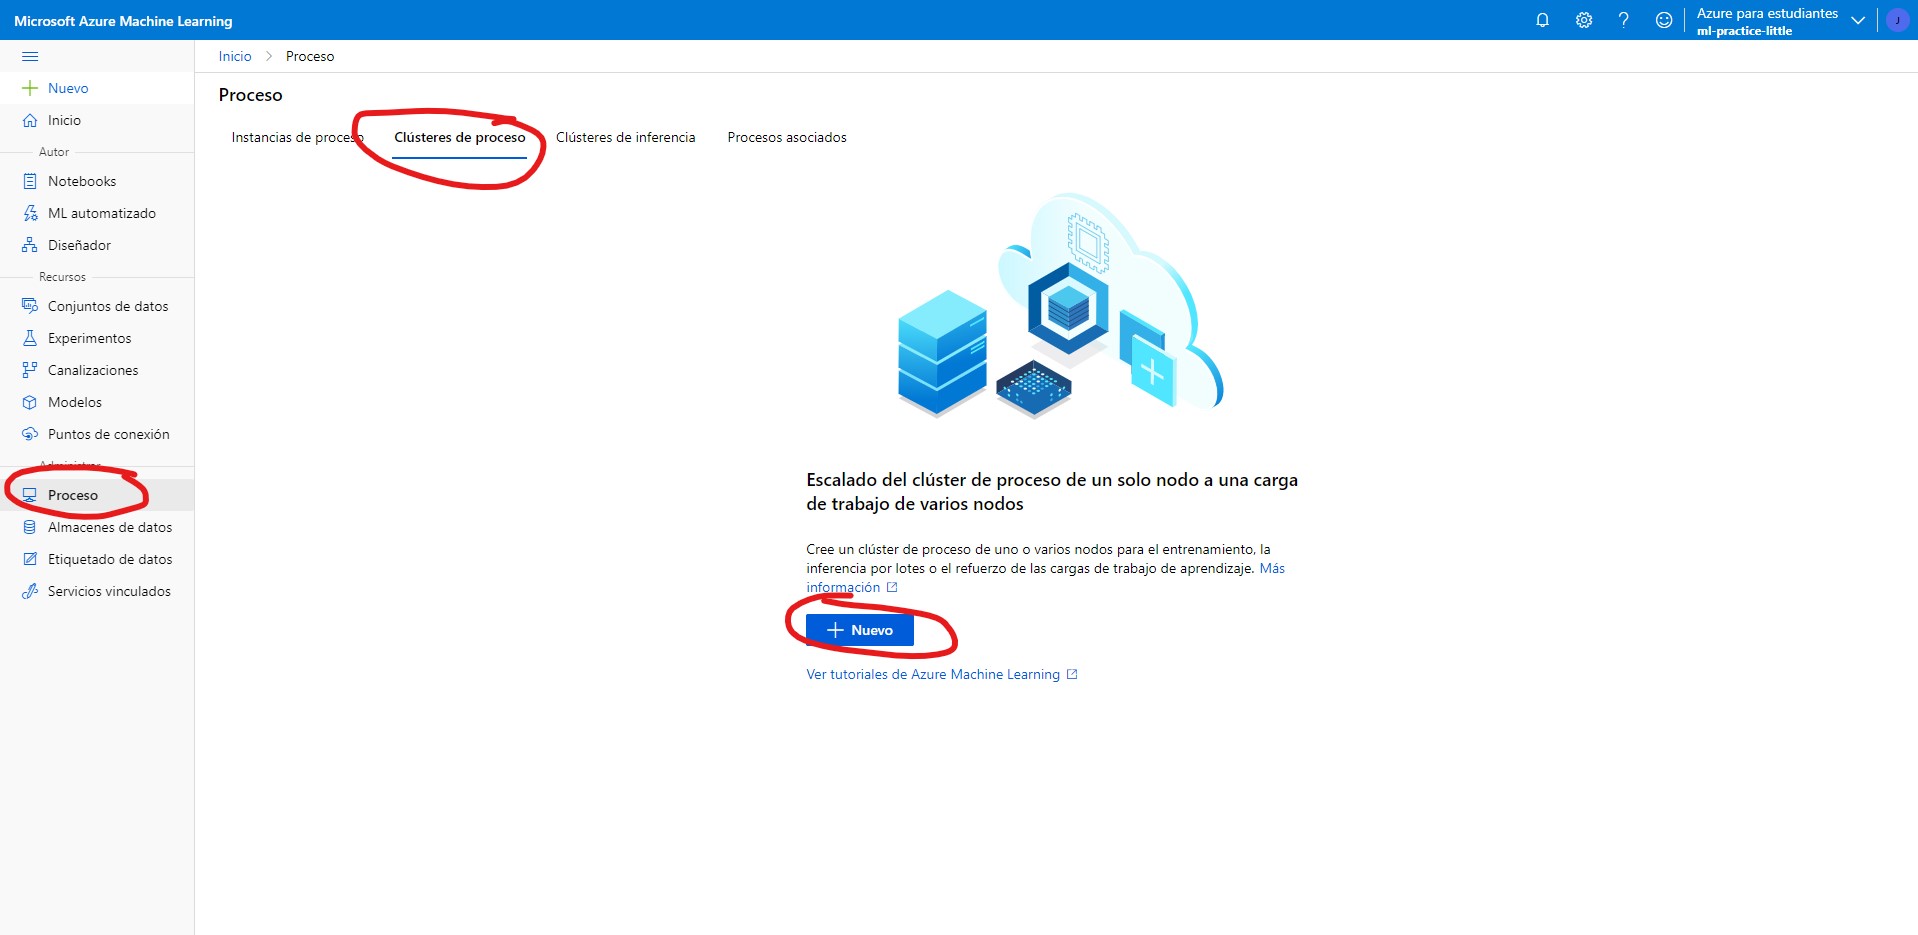 Microsoft Azure Machine Learning
Azure para estudiantes
ml-practice-little
J
Nuevo
Inicio
Autor
Notebooks
ML automatizado
Diseñador
Recursos
Conjuntos de datos
Experimentos
Canalizaciones
Modelos
Puntos de conexión
Administrar
Proceso
Almacenes de datos
Etiquetado de datos
Servicios vinculados
Inicio > Proceso
Proceso
Instancias de proceso Clústeres de proceso Clústeres de inferencia Procesos asociados
Escalado del clúster de proceso de un solo nodo a una carga
de trabajo de varios nodos
Cree un clúster de proceso de uno o varios nodos para el entrenamiento, la
inferencia por lotes o el refuerzo de las cargas de trabajo de aprendizaje. Más
información
Nuevo
Ver tutoriales de Azure Machine Learning